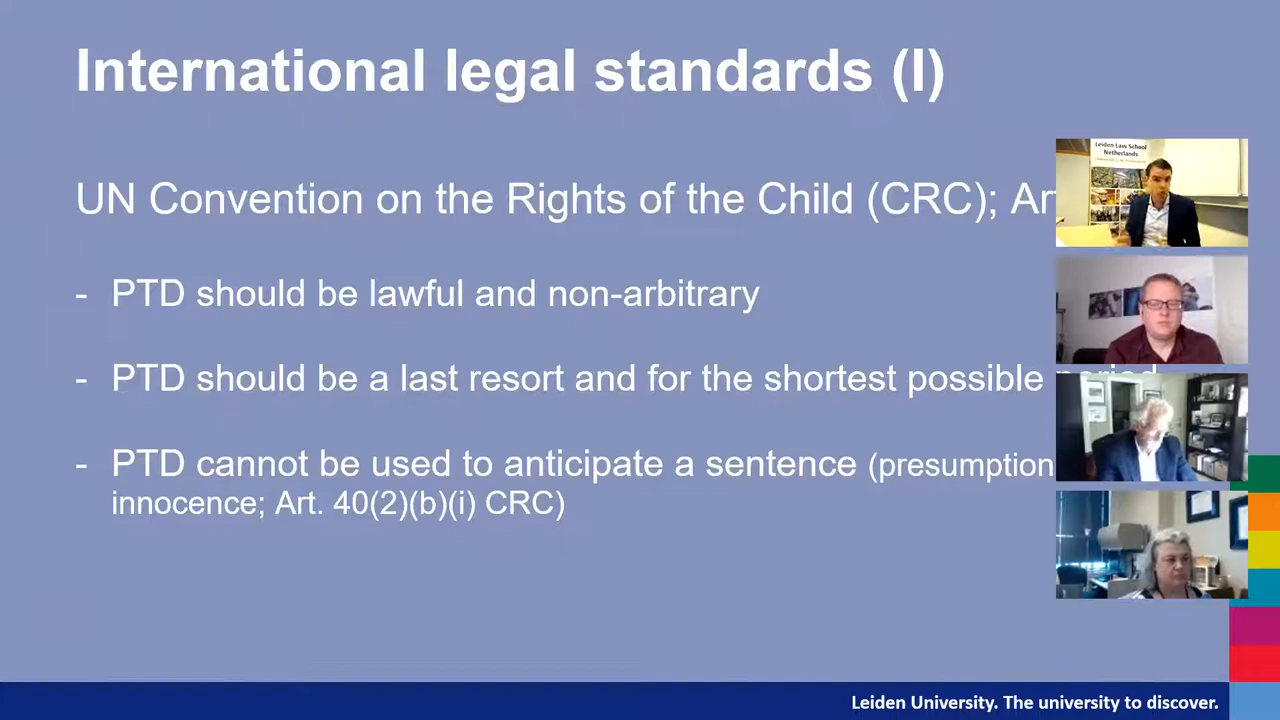 International legal standards (I)
UN Convention on the Rights of the Child (CRC); Ar
- PTD should be lawful and non-arbitrary
- PTD should be a last resort and for the shortest possible period
- PTD cannot be used to anticipate a sentence (presumption
innocence; Art. 40(2)(b)(i) CRC)
Leiden Law School
Netherlands
Leiden University. The university to discover.